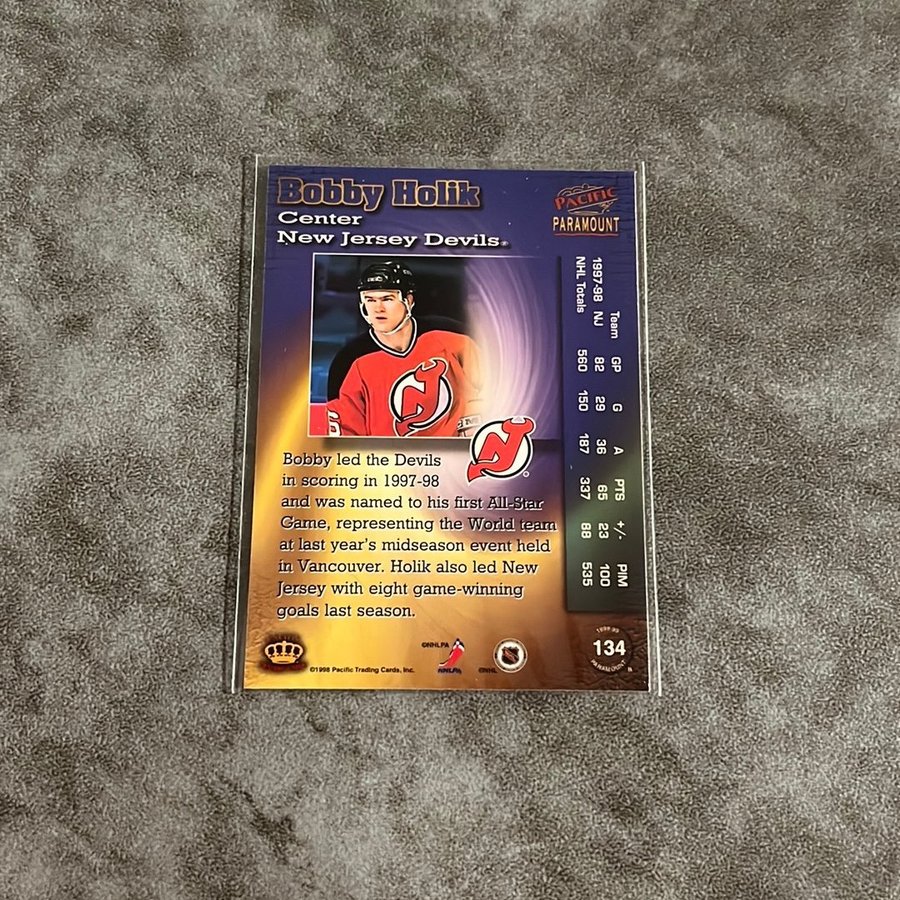 Bobby Holik
Center
New Jersey Devils
PACIFIC
PARAMOUNT
Team GP G A PTS +/- PIM
1997-98 NJ 82 29 36 65 23 100
NHL Totals 560 150 187 337 88 535
Bobby led the Devils
in scoring in 1997-98
and was named to his first All-Star
Game, representing the World team
at last year's midseason event held
in Vancouver. Holik also led New
Jersey with eight game-winning
goals last season.
©NHLPA
NHLPA
©NHL
©1998 Pacific Trading Cards, Inc.
134
PARAMOUNT